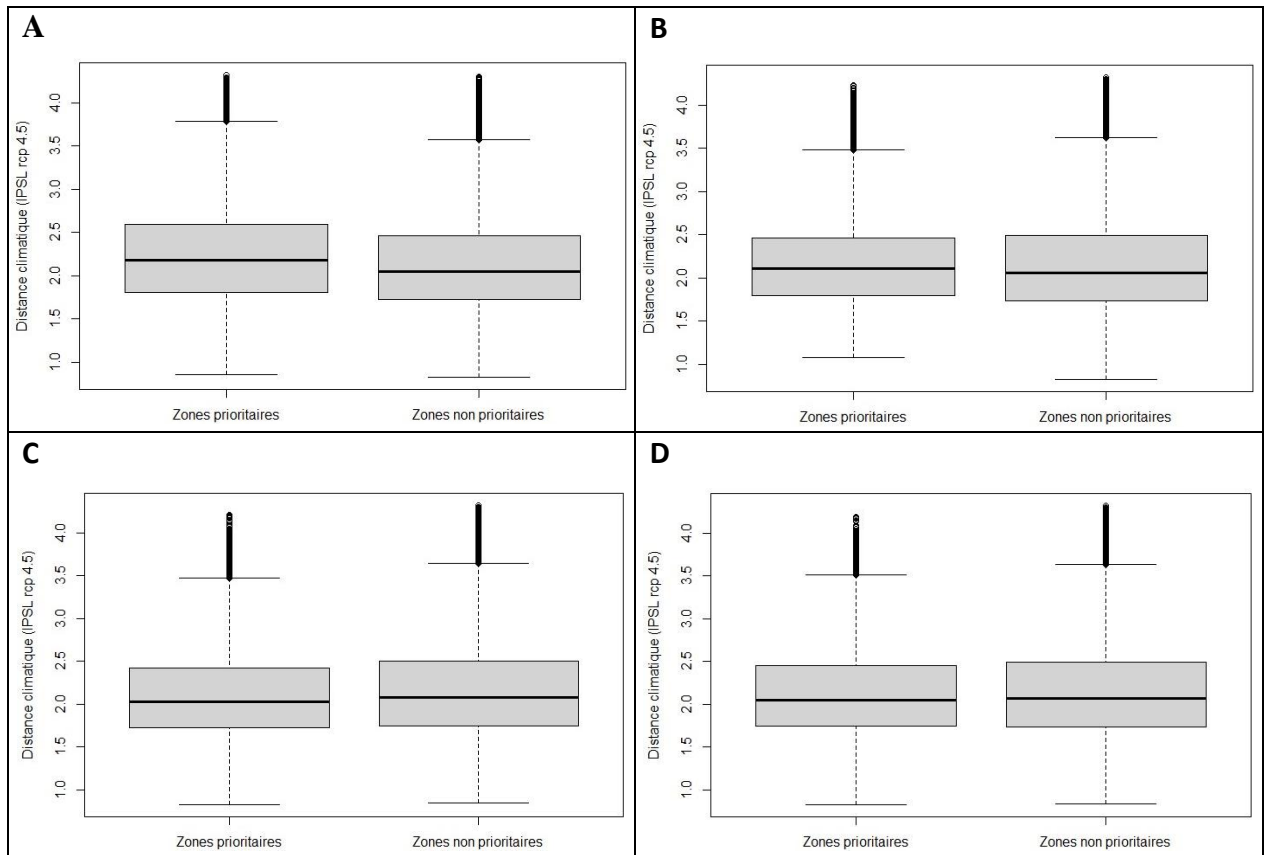 A
Distance climatique (IPSL rcp 4.5)
4.0
3.5
3.0
2.5
2.0
1.5
1.0
Zones prioritaires
Zones non prioritaires
B
Distance climatique (IPSL rcp 4.5)
4.0
3.5
3.0
2.5
2.0
1.5
1.0
Zones prioritaires
Zones non prioritaires
C
Distance climatique (IPSL rcp 4.5)
4.0
3.5
3.0
2.5
2.0
1.5
1.0
Zones prioritaires
Zones non prioritaires
D
Distance climatique (IPSL rcp 4.5)
4.0
3.5
3.0
2.5
2.0
1.5
1.0
Zones prioritaires
Zones non prioritaires